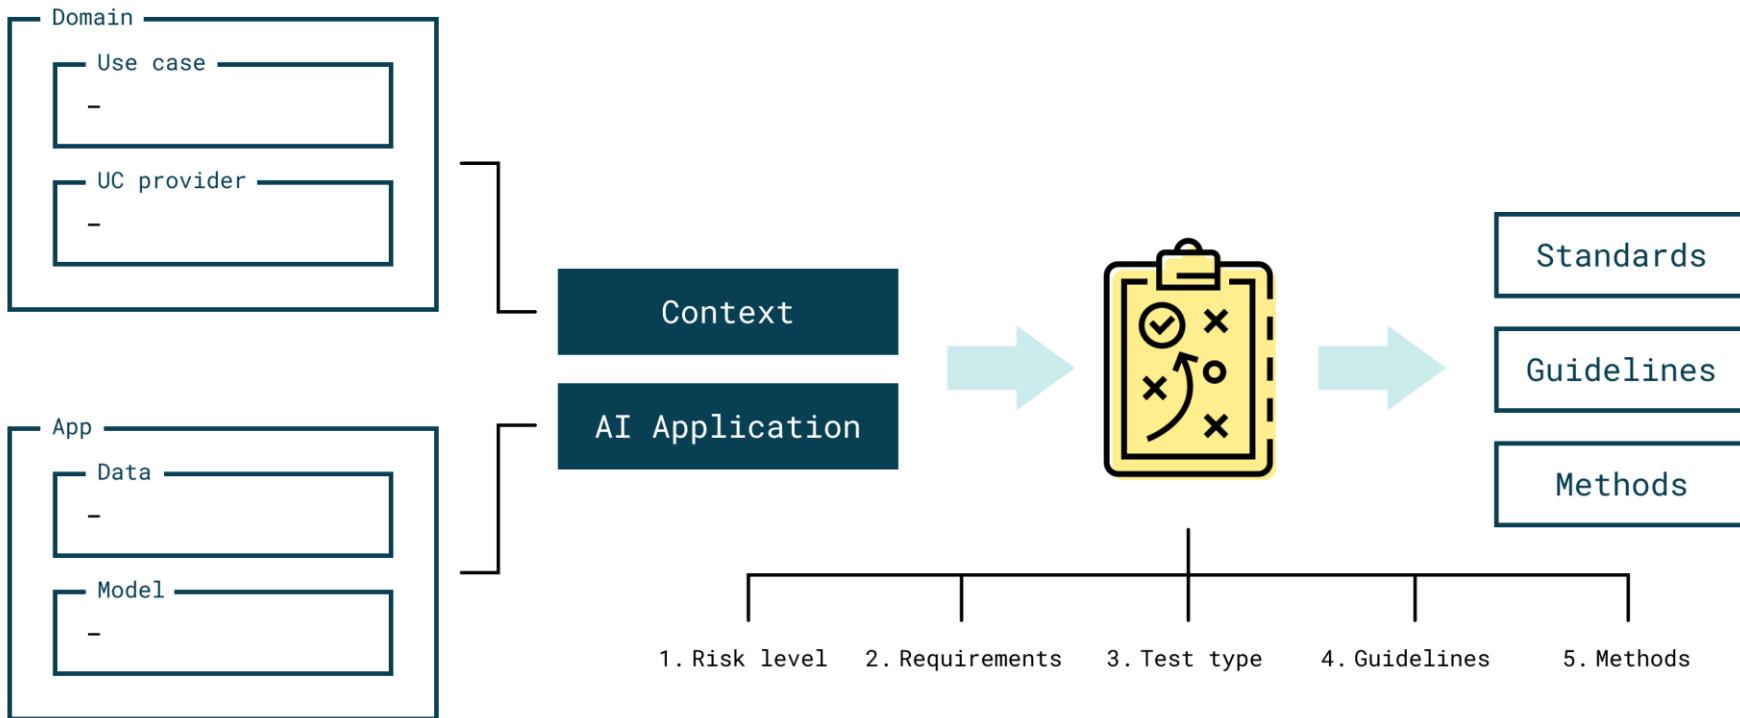 Domain
Use case
–
UC provider
–
App
Data
–
Model
–
Context
AI Application
Standards
Guidelines
Methods
1. Risk level
2. Requirements
3. Test type
4. Guidelines
5. Methods